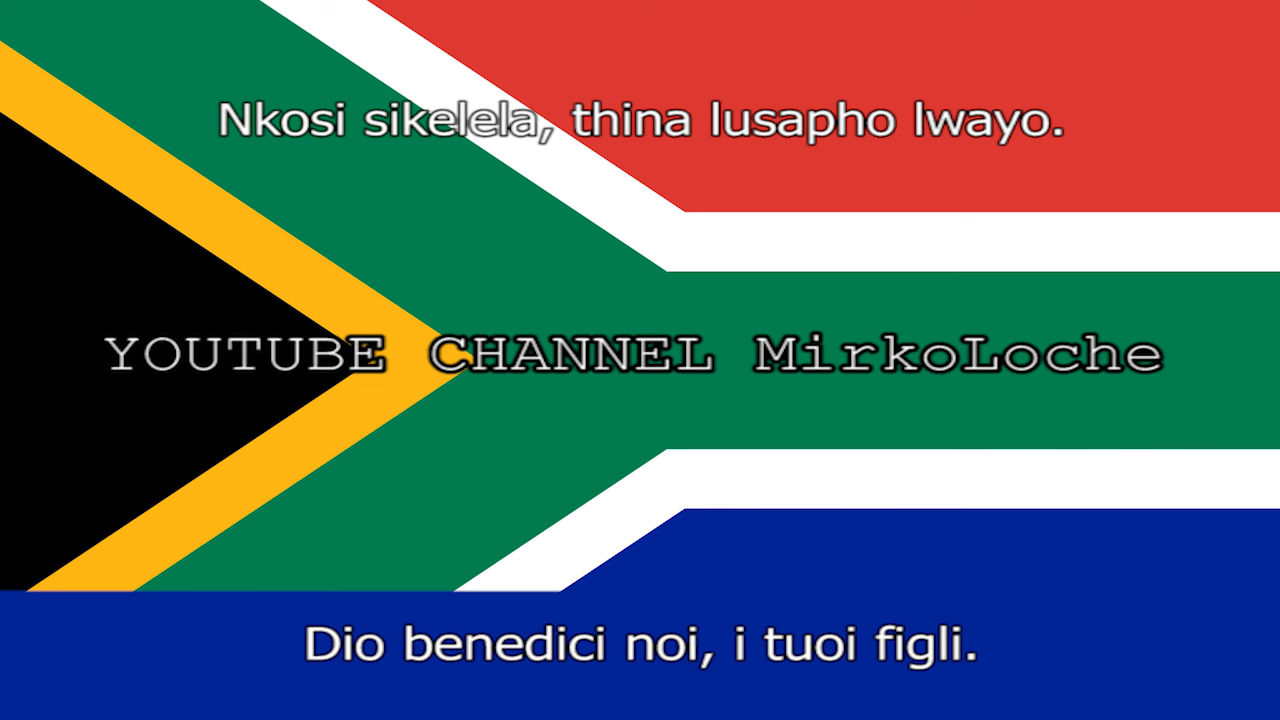 Nkosi sikelela, thina lusapho lwayo.
YOUTUBE CHANNEL MirkoLoche
Dio benedici noi, i tuoi figli.